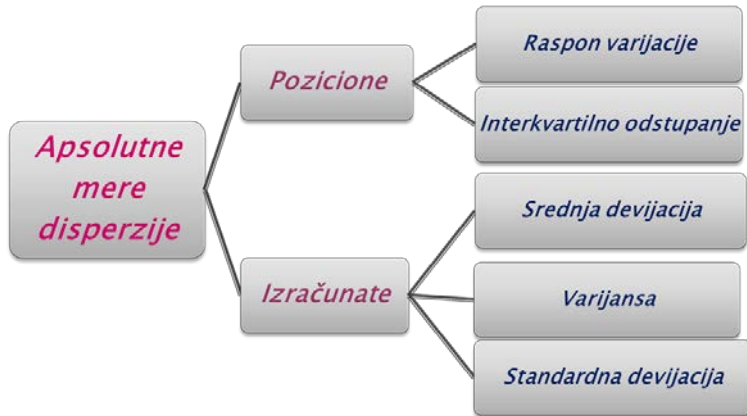 Apsolutne
mere
disperzije
Pozicione
Raspon varijacije
Interkvartilno odstupanje
Izračunate
Srednja devijacija
Varijansa
Standardna devijacija